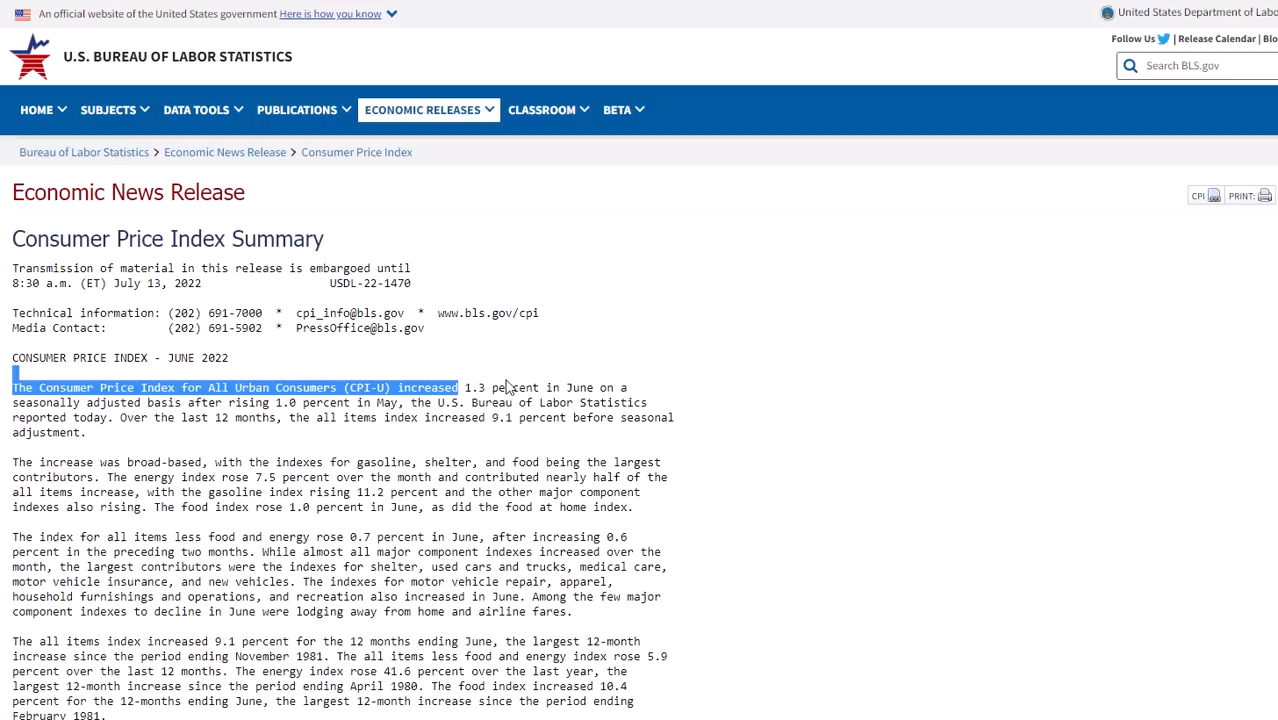 An official website of the United States government Here is how you know
United States Department of Labo
U.S. BUREAU OF LABOR STATISTICS
Follow Us | Release Calendar | Blo
Search BLS.gov
HOME SUBJECTS DATA TOOLS PUBLICATIONS ECONOMIC RELEASES CLASSROOM BETA
Bureau of Labor Statistics > Economic News Release > Consumer Price Index
Economic News Release
CPI PRINT:
Consumer Price Index Summary
Transmission of material in this release is embargoed until
8:30 a.m. (ET) July 13, 2022 USDL-22-1470
Technical information: (202) 691-7000 * cpi_info@bls.gov * www.bls.gov/cpi
Media Contact: (202) 691-5902 * PressOffice@bls.gov
CONSUMER PRICE INDEX - JUNE 2022
The Consumer Price Index for All Urban Consumers (CPI-U) increased 1.3 percent in June on a
seasonally adjusted basis after rising 1.0 percent in May, the U.S. Bureau of Labor Statistics
reported today. Over the last 12 months, the all items index increased 9.1 percent before seasonal
adjustment.
The increase was broad-based, with the indexes for gasoline, shelter, and food being the largest
contributors. The energy index rose 7.5 percent over the month and contributed nearly half of the
all items increase, with the gasoline index rising 11.2 percent and the other major component
indexes also rising. The food index rose 1.0 percent in June, as did the food at home index.
The index for all items less food and energy rose 0.7 percent in June, after increasing 0.6
percent in the preceding two months. While almost all major component indexes increased over the
month, the largest contributors were the indexes for shelter, used cars and trucks, medical care,
motor vehicle insurance, and new vehicles. The indexes for motor vehicle repair, apparel,
household furnishings and operations, and recreation also increased in June. Among the few major
component indexes to decline in June were lodging away from home and airline fares.
The all items index increased 9.1 percent for the 12 months ending June, the largest 12-month
increase since the period ending November 1981. The all items less food and energy index rose 5.9
percent over the last 12 months. The energy index rose 41.6 percent over the last year, the
largest 12-month increase since the period ending April 1980. The food index increased 10.4
percent for the 12-months ending June, the largest 12-month increase since the period ending
February 1981.